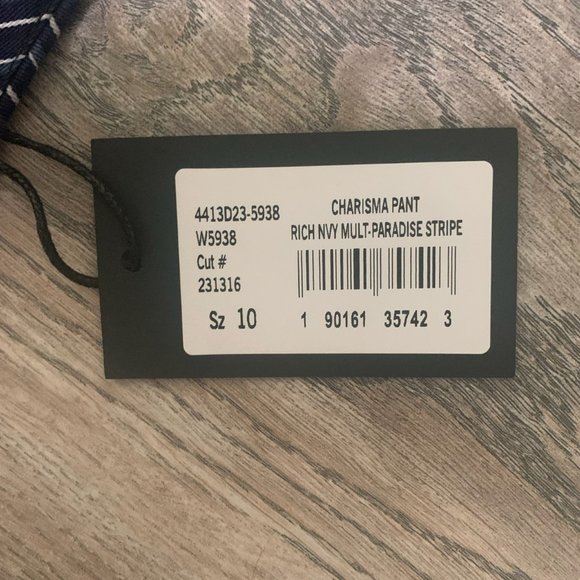 4413D23-5938
W5938
Cut #
231316
Sz 10
CHARISMA PANT
RICH NVY MULT-PARADISE STRIPE
1 90161 35742 3